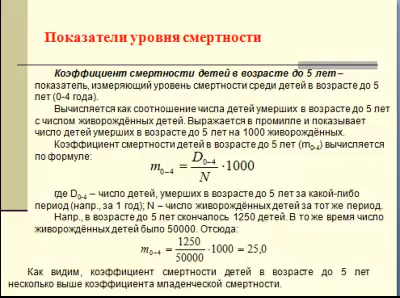 Показатели уровня смертности
Коэффициент смертности детей в возрасте до 5 лет –
показатель, измеряющий уровень смертности среди детей в возрасте до 5
лет (0-4 года).
Вычисляется как соотношение числа детей умерших в возрасте до 5 лет
с числом живорождённых детей. Выражается в промилле и показывает
число детей умерших в возрасте до 5 лет на 1000 живорождённых.
Коэффициент смертности детей в возрасте до 5 лет (m₀₋₄) вычисляется
по формуле:
m₀₋₄ = D₀₋₄ / N · 1000
где D₀₋₄ – число детей, умерших в возрасте до 5 лет за какой-либо
период (напр., за 1 год); N – число живорождённых детей за тот же период.
Напр., в возрасте до 5 лет скончалось 1250 детей. В то же время число
живорождённых детей было 50000. Отсюда:
m₀₋₄ = 1250 / 50000 · 1000 = 25,0
Как видим, коэффициент смертности детей в возрасте до 5 лет
несколько выше коэффициента младенческой смертности.